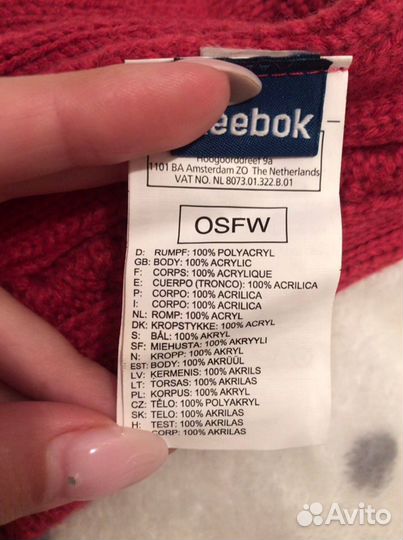 eebok
Hoogoorddreef 9a
1101 BA Amsterdam ZO The Netherlands
VAT NO. NL 8073.01.322.B.01
OSFW
D: RUMPF: 100% POLYACRYL
GB: BODY: 100% ACRYLIC
F: CORPS: 100% ACRYLIQUE
E: CUERPO (TRONCO): 100% ACRILICA
P: CORPO: 100% ACRILICA
I: CORPO: 100% ACRILICA
NL: ROMP: 100% ACRYL
DK: KROPSTYKKE: 100% ACRYL
S: BÅL: 100% AKRYL
SF: MIEHUSTA: 100% AKRYYLI
N: KROPP: 100% AKRYL
EST: BODY: 100% AKRÜÜL
LV: ĶERMENIS: 100% AKRILS
LT: TORSAS: 100% AKRILAS
PL: KORPUS: 100% AKRYL
CZ: TĚLO: 100% POLYAKRYL
SK: TELO: 100% AKRILAS
H: TEST: 100% AKRILAS
CORP: 100% AKRILAS
Avito